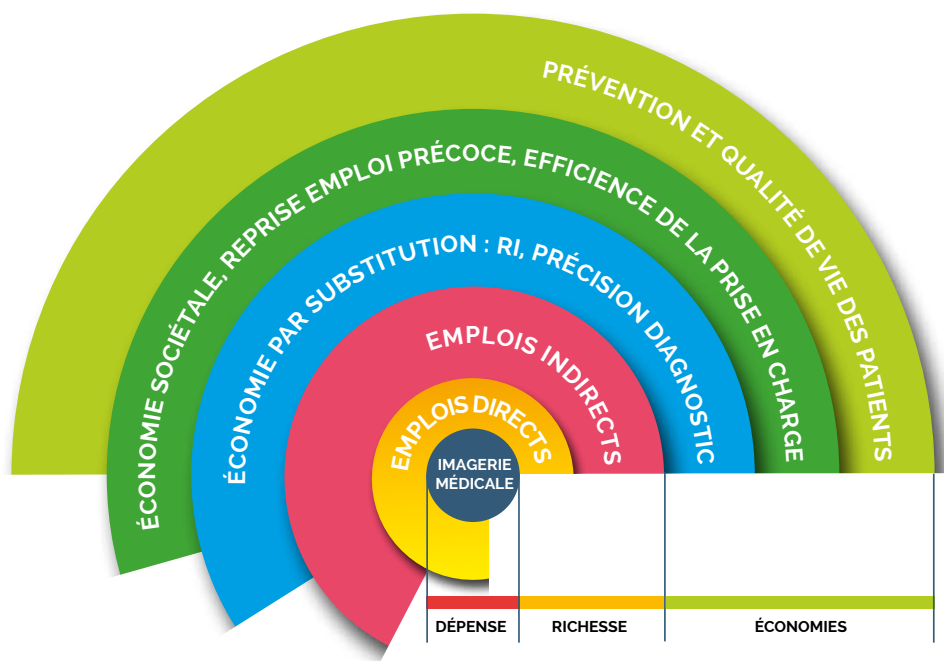 PRÉVENTION ET QUALITÉ DE VIE DES PATIENTS
ÉCONOMIE SOCIÉTALE, REPRISE EMPLOI PRÉCOCE, EFFICIENCE DE LA PRISE EN CHARGE
ÉCONOMIE PAR SUBSTITUTION : RI, PRÉCISION DIAGNOSTIC
EMPLOIS INDIRECTS
EMPLOIS DIRECTS
IMAGERIE
MÉDICALE
DÉPENSE
RICHESSE
ÉCONOMIES